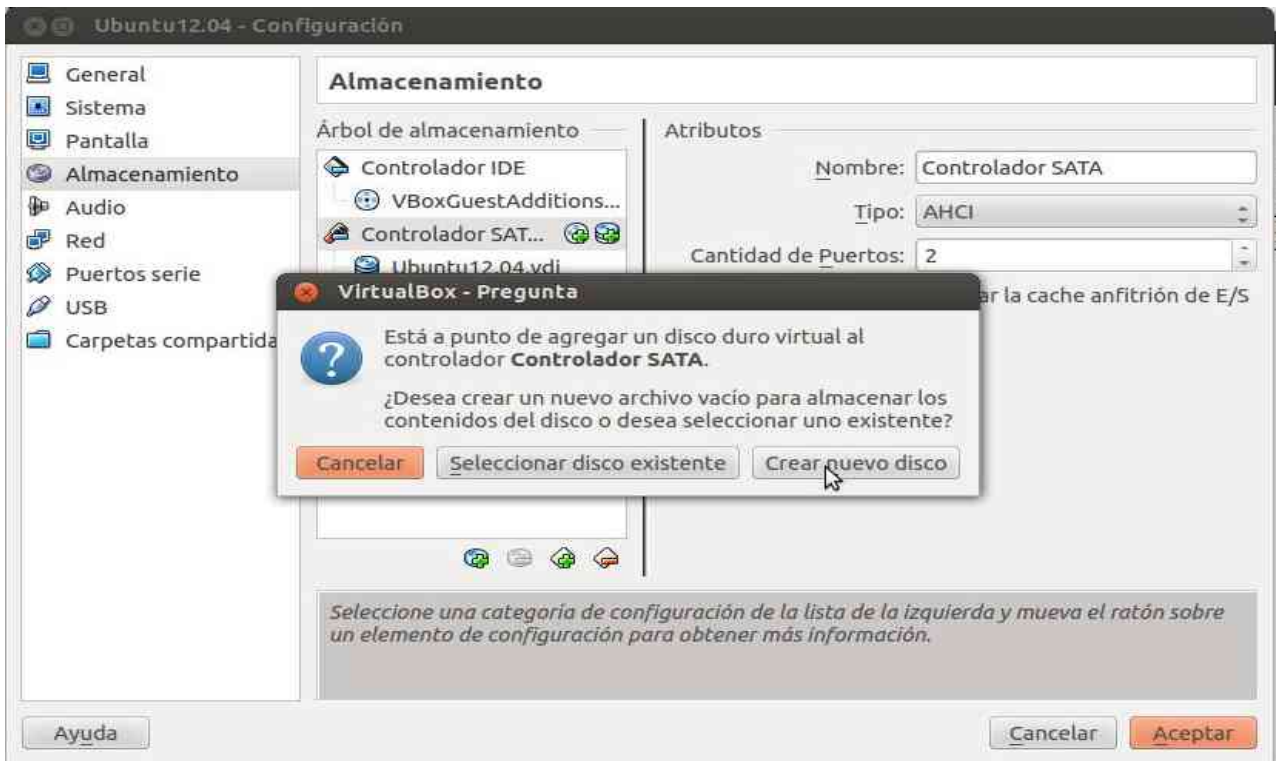 Ubuntu12.04 - Configuración
General
Sistema
Pantalla
Almacenamiento
Audio
Red
Puertos serie
USB
Carpetas compartida
Almacenamiento
Árbol de almacenamiento
Controlador IDE
VBoxGuestAdditions...
Controlador SAT...
Ubuntu12.04.vdi
Atributos
Nombre: Controlador SATA
Tipo: AHCI
Cantidad de Puertos: 2
ar la cache anfitrión de E/S
VirtualBox - Pregunta
Está a punto de agregar un disco duro virtual al
controlador Controlador SATA.
¿Desea crear un nuevo archivo vacío para almacenar los
contenidos del disco o desea seleccionar uno existente?
Cancelar Seleccionar disco existente Crear nuevo disco
Seleccione una categoría de configuración de la lista de la izquierda y mueva el ratón sobre
un elemento de configuración para obtener más información.
Ayuda Cancelar Aceptar